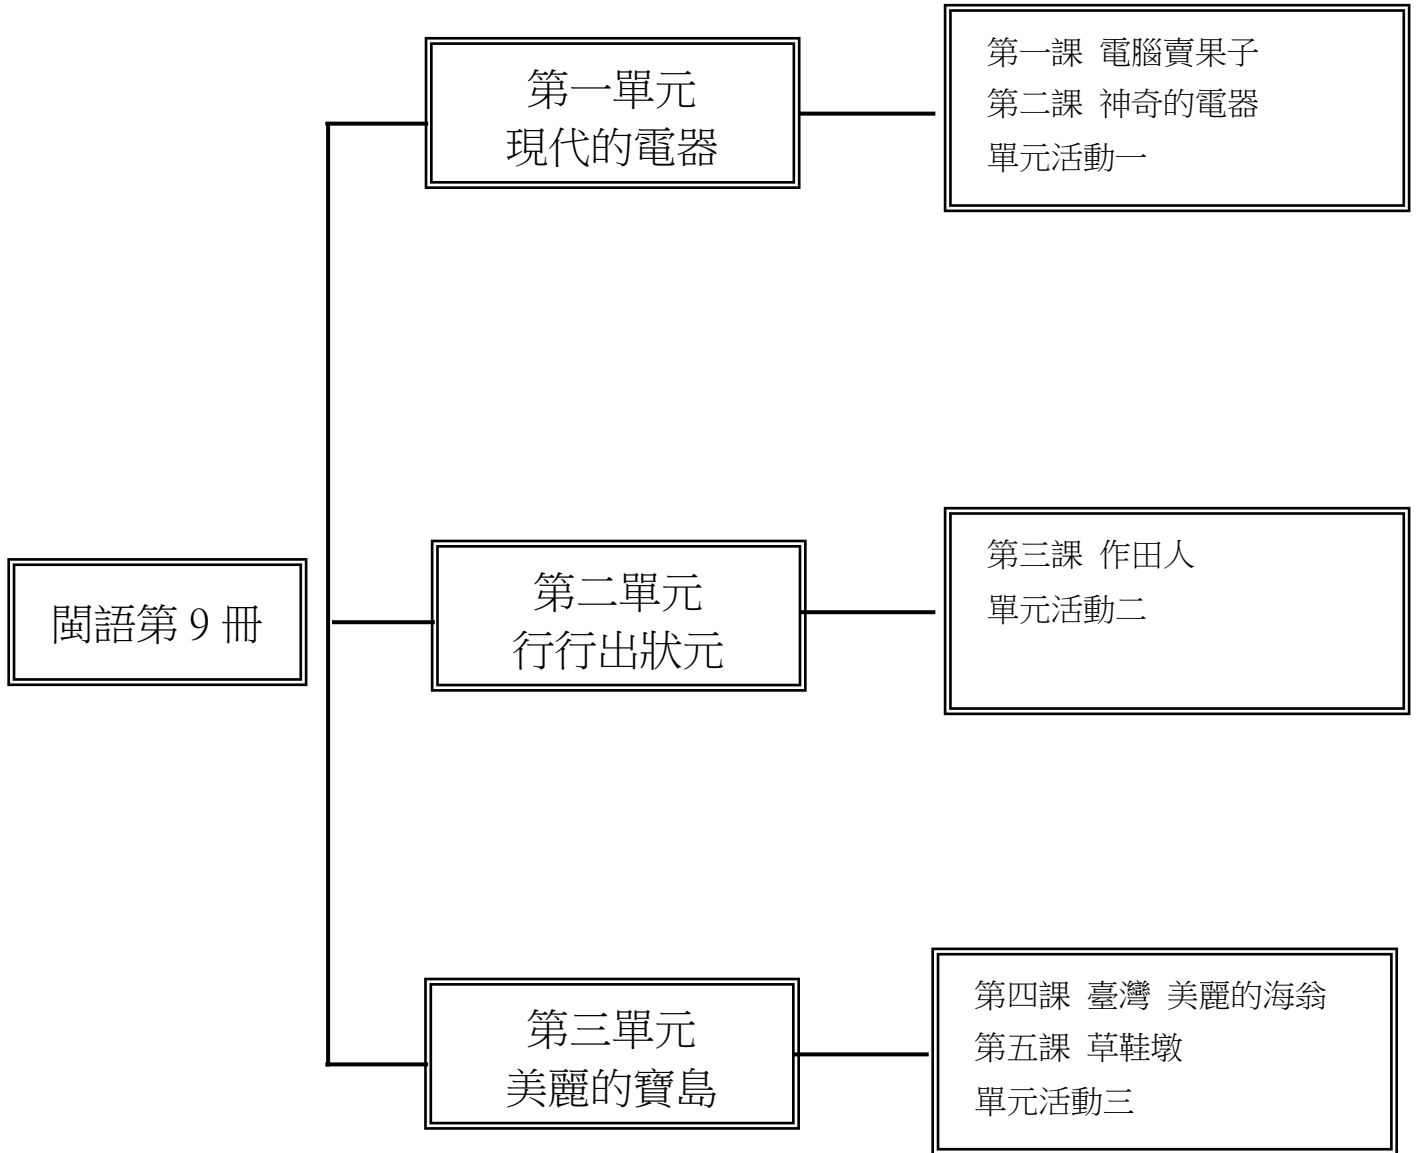 閩語第 9 冊
第一單元
現代的電器
第一課 電腦賣果子
第二課 神奇的電器
單元活動一
第二單元
行行出狀元
第三課 作田人
單元活動二
第三單元
美麗的寶島
第四課 臺灣 美麗的海翁
第五課 草鞋墩
單元活動三